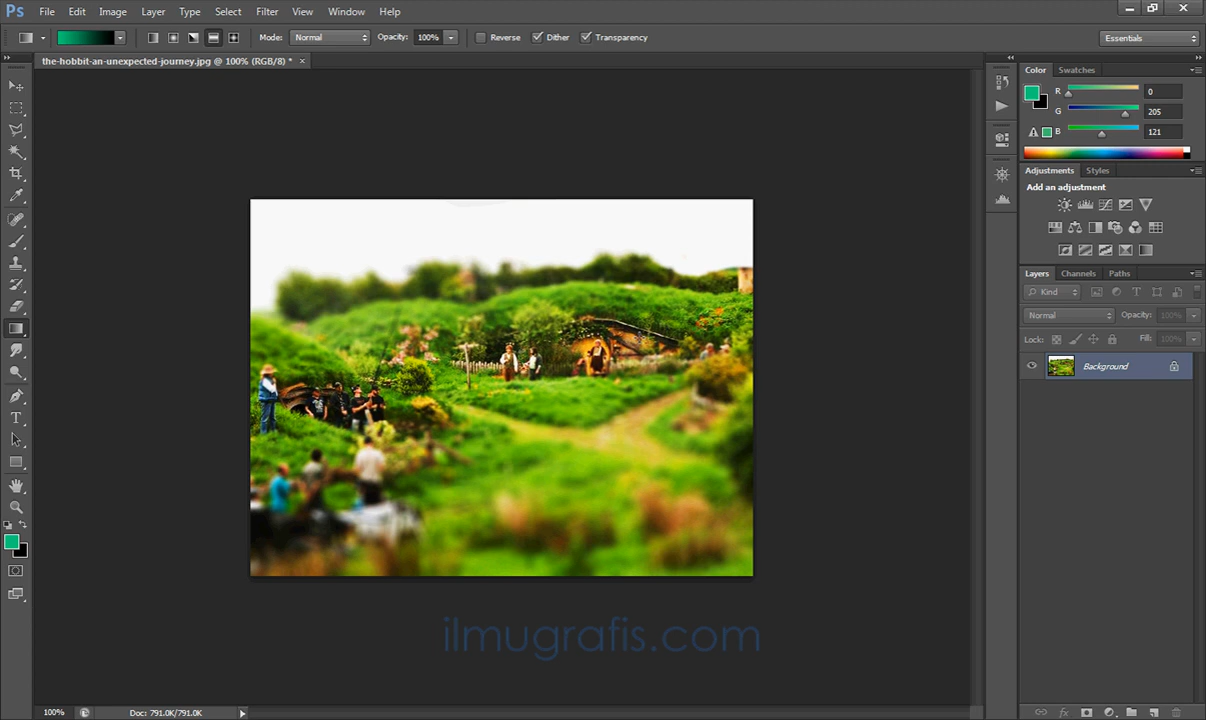 Ps File Edit Image Layer Type Select Filter View Window Help
Mode: Normal Opacity: 100% Reverse Dither Transparency Essentials
the-hobbit-an-unexpected-journey.jpg @ 100% (RGB/8) * ×
Color Swatches
R 0
G 205
B 121
Adjustments Styles
Add an adjustment
Layers Channels Paths
Kind
Normal Opacity: 100%
Lock: Fill: 100%
Background
ilmugrafis.com
100% Doc: 791.0K/791.0K